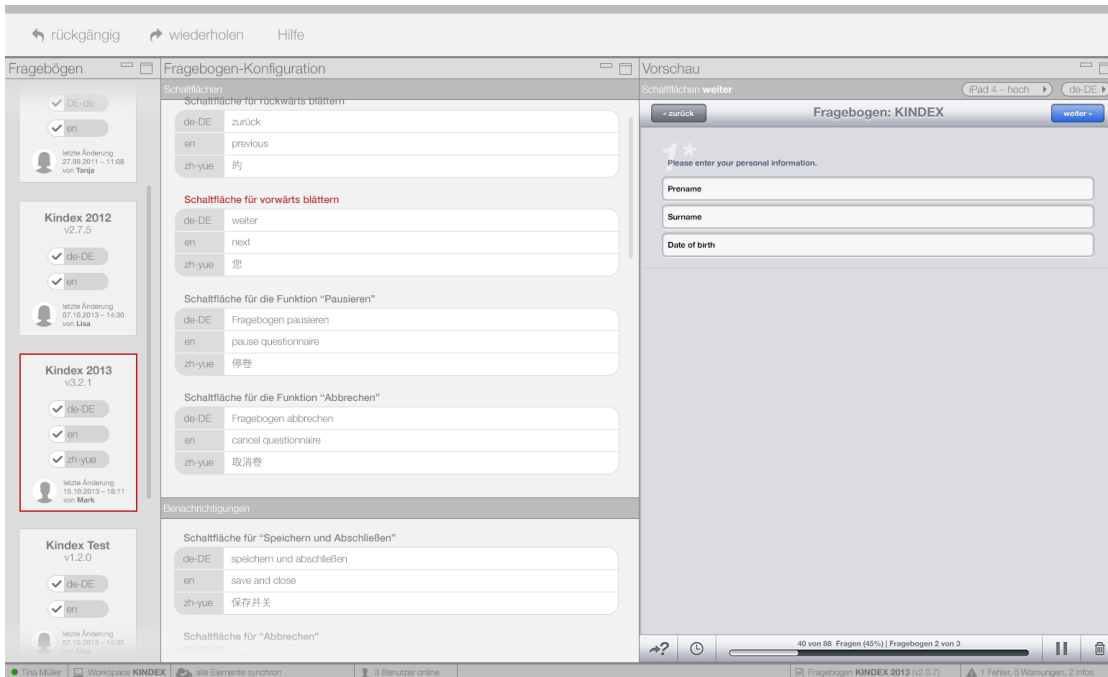 rückgängig
wiederholen
Hilfe
Fragebögen
DE-de
en
letzte Änderung
27.09.2011 – 11:08
von Tanja
Kindex 2012
v2.7.5
de-DE
en
letzte Änderung
07.10.2013 – 14:30
von Lisa
Kindex 2013
v3.2.1
de-DE
en
zh-yue
letzte Änderung
15.10.2013 – 18:11
von Mark
Kindex Test
v1.2.0
de-DE
en
letzte Änderung
07.10.2013 – 14:30
von Lisa
Fragebogen-Konfiguration
Schaltflächen
Schaltfläche für rückwärts blättern
de-DE zurück
en previous
zh-yue 的
Schaltfläche für vorwärts blättern
de-DE weiter
en next
zh-yue 您
Schaltfläche für die Funktion “Pausieren”
de-DE Fragebogen pausieren
en pause questionnaire
zh-yue 停卷
Schaltfläche für die Funktion “Abbrechen”
de-DE Fragebogen abbrechen
en cancel questionnaire
zh-yue 取消卷
Benachrichtigungen
Schaltfläche für “Speichern und Abschließen”
de-DE speichern und abschließen
en save and close
zh-yue 保存并关
Schaltfläche für “Abbrechen”
Vorschau
Schaltflächen weiter
iPad 4 – hoch
de-DE
« zurück
Fragebogen: KINDEX
weiter »
1*
Please enter your personal information.
Prename
Surname
Date of birth
40 von 88 Fragen (45%) | Fragebogen 2 von 3
Tina Müller
Workspace KINDEX
alle Elemente synchron
3 Benutzer online
Fragebogen KINDEX 2013 (v2.0.7)
1 Fehler, 5 Warnungen, 2 Infos